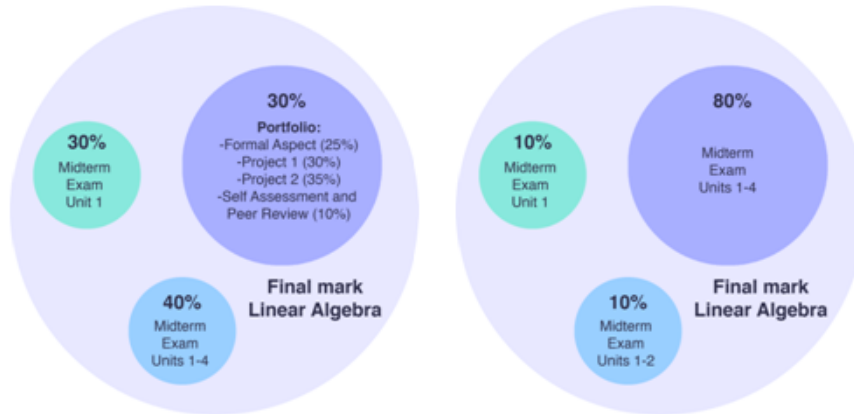 30%
Portfolio:
-Formal Aspect (25%)
-Project 1 (30%)
-Project 2 (35%)
-Self Assessment and
Peer Review (10%)
30%
Midterm
Exam
Unit 1
40%
Midterm
Exam
Units 1-4
Final mark
Linear Algebra
80%
Midterm
Exam
Units 1-4
10%
Midterm
Exam
Unit 1
10%
Midterm
Exam
Units 1-2
Final mark
Linear Algebra